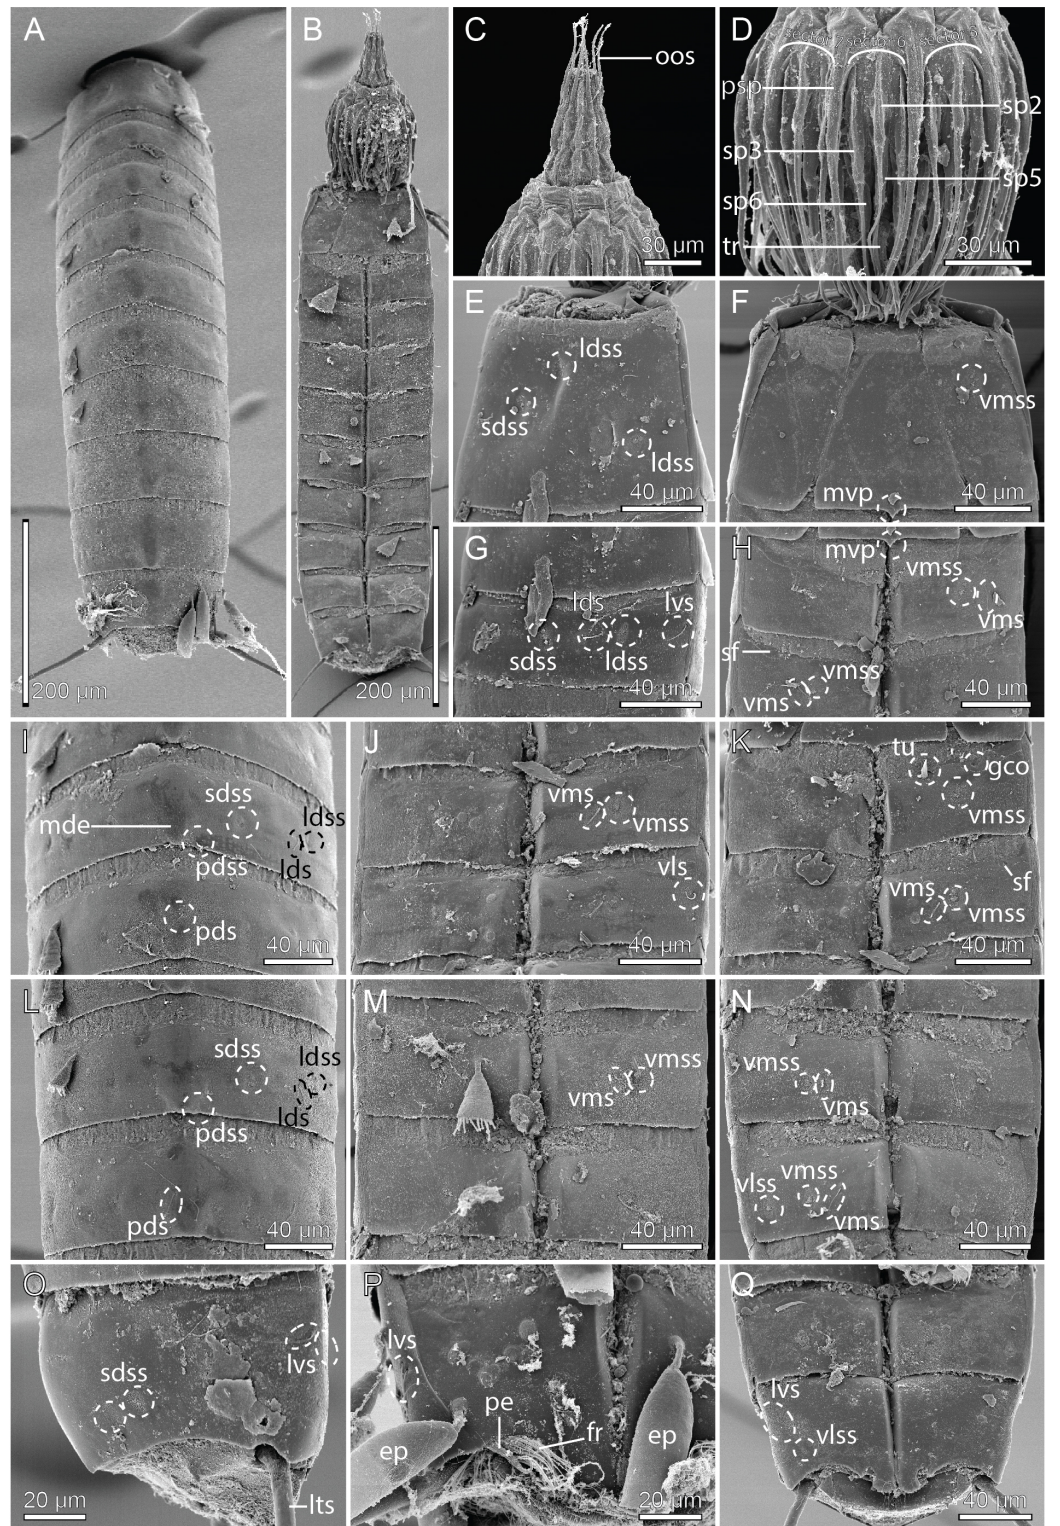 A
200 μm
B
200 μm
C
oos
30 μm
D
sector 6
psp
sp2
sp3
sp5
sp6
tr
30 μm
E
ldss
sdss
ldss
40 μm
F
vmss
mvp
40 μm
G
lds
lvs
sdss
ldss
40 μm
H
mvp
vmss
vms
sf
vmss
vms
40 μm
I
sdss
ldss
mde
lds
pdss
pds
40 μm
J
vms
vmss
vls
40 μm
K
tu
gco
vmss
sf
vms
vmss
40 μm
L
sdss
ldss
lds
pdss
pds
40 μm
M
vmss
vms
40 μm
N
vmss
vms
vmss
vlss
vms
40 μm
O
lvs
sdss
lts
20 μm
P
lvs
pe
fr
ep
ep
20 μm
Q
lvs
vlss
40 μm